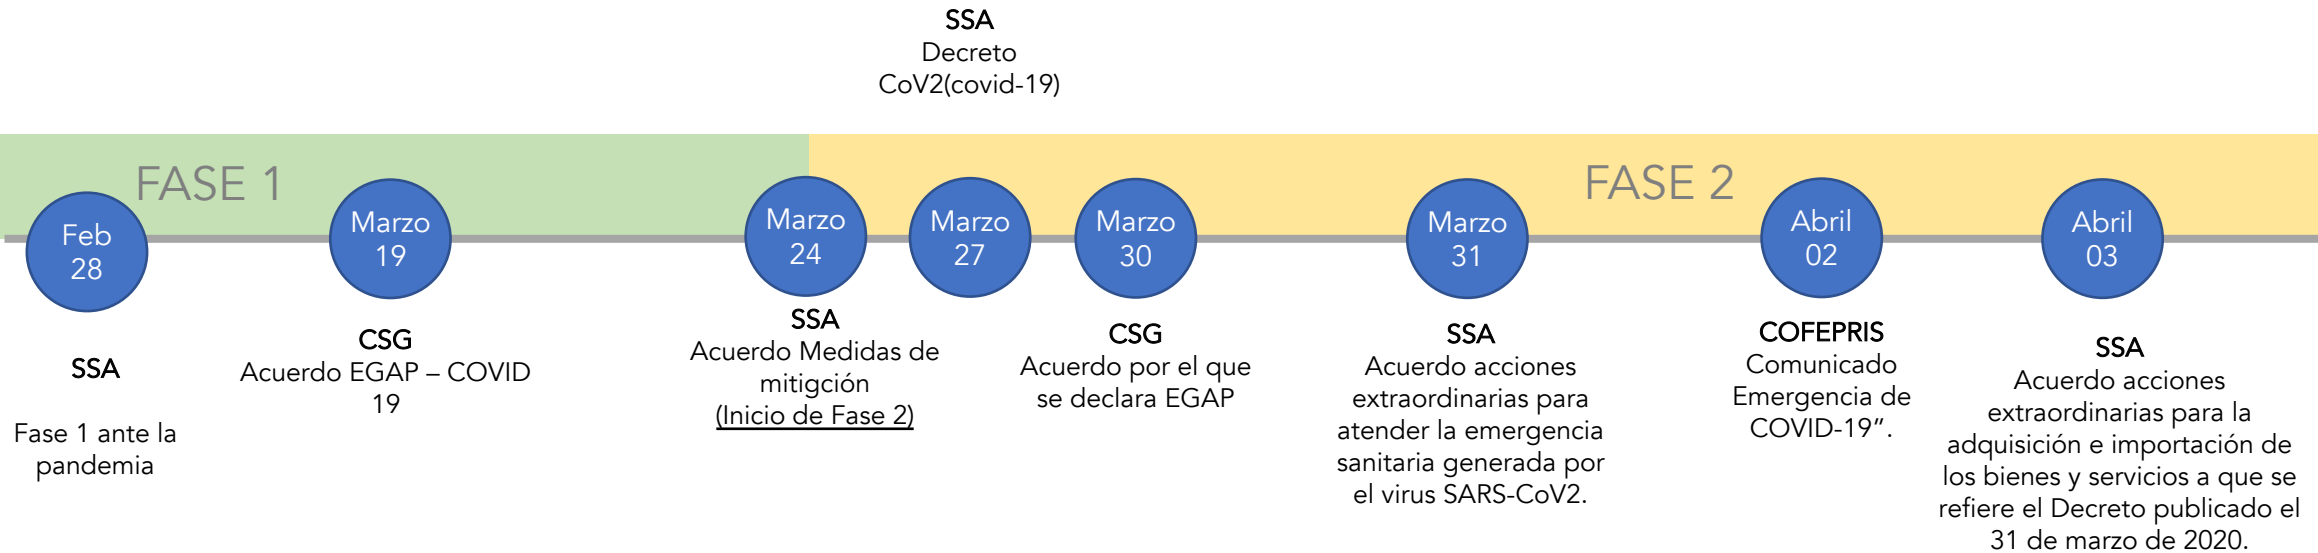 SSA
Decreto
CoV2(covid-19)
FASE 1
FASE 2
Feb
28
Marzo
19
Marzo
24
Marzo
27
Marzo
30
Marzo
31
Abril
02
Abril
03
SSA
Fase 1 ante la
pandemia
CSG
Acuerdo EGAP – COVID
19
SSA
Acuerdo Medidas de
mitigción
(Inicio de Fase 2)
CSG
Acuerdo por el que
se declara EGAP
SSA
Acuerdo acciones
extraordinarias para
atender la emergencia
sanitaria generada por
el virus SARS-CoV2.
COFEPRIS
Comunicado
Emergencia de
COVID-19”.
SSA
Acuerdo acciones
extraordinarias para la
adquisición e importación de
los bienes y servicios a que se
refiere el Decreto publicado el
31 de marzo de 2020.